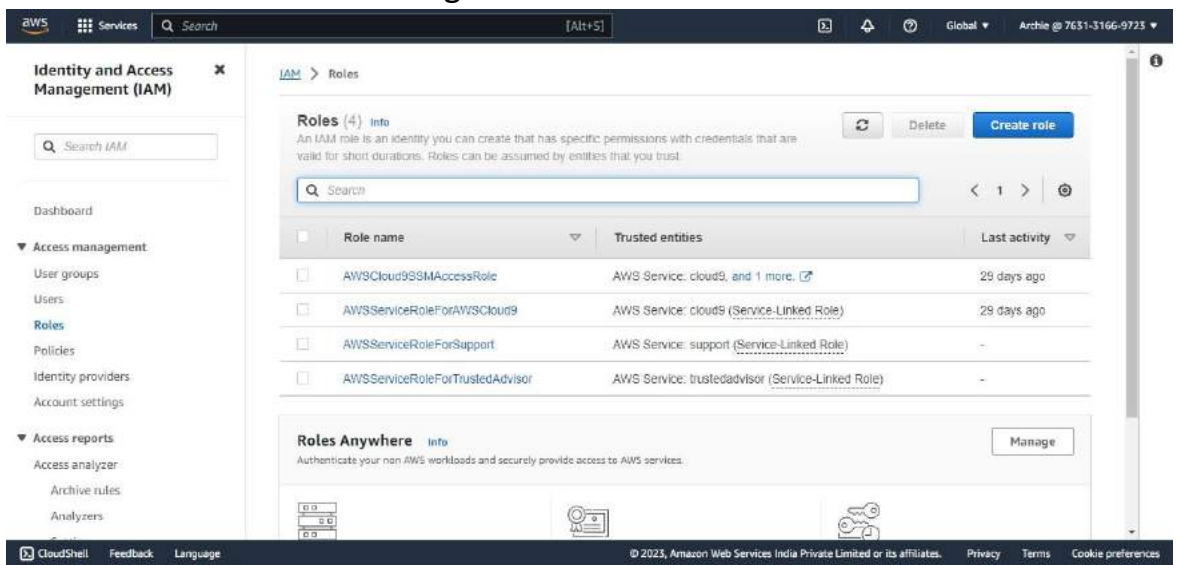 aws Services Search [Alt+S] Global Archie @ 7631-3166-9723
Identity and Access
Management (IAM)
Search IAM
Dashboard
Access management
User groups
Users
Roles
Policies
Identity providers
Account settings
Access reports
Access analyzer
Archive rules
Analyzers
IAM > Roles
Roles (4) Info
An IAM role is an identity you can create that has specific permissions with credentials that are
valid for short durations. Roles can be assumed by entities that you trust.
Delete Create role
Search
< 1 >
Role name Trusted entities Last activity
AWSCloud9SSMAccessRole AWS Service: cloud9, and 1 more. 29 days ago
AWSServiceRoleForAWSCloud9 AWS Service: cloud9 (Service-Linked Role) 29 days ago
AWSServiceRoleForSupport AWS Service: support (Service-Linked Role) -
AWSServiceRoleForTrustedAdvisor AWS Service: trustedadvisor (Service-Linked Role) -
Roles Anywhere Info
Authenticate your non AWS workloads and securely provide access to AWS services.
Manage
CloudShell Feedback Language © 2023, Amazon Web Services India Private Limited or its affiliates. Privacy Terms Cookie preferences